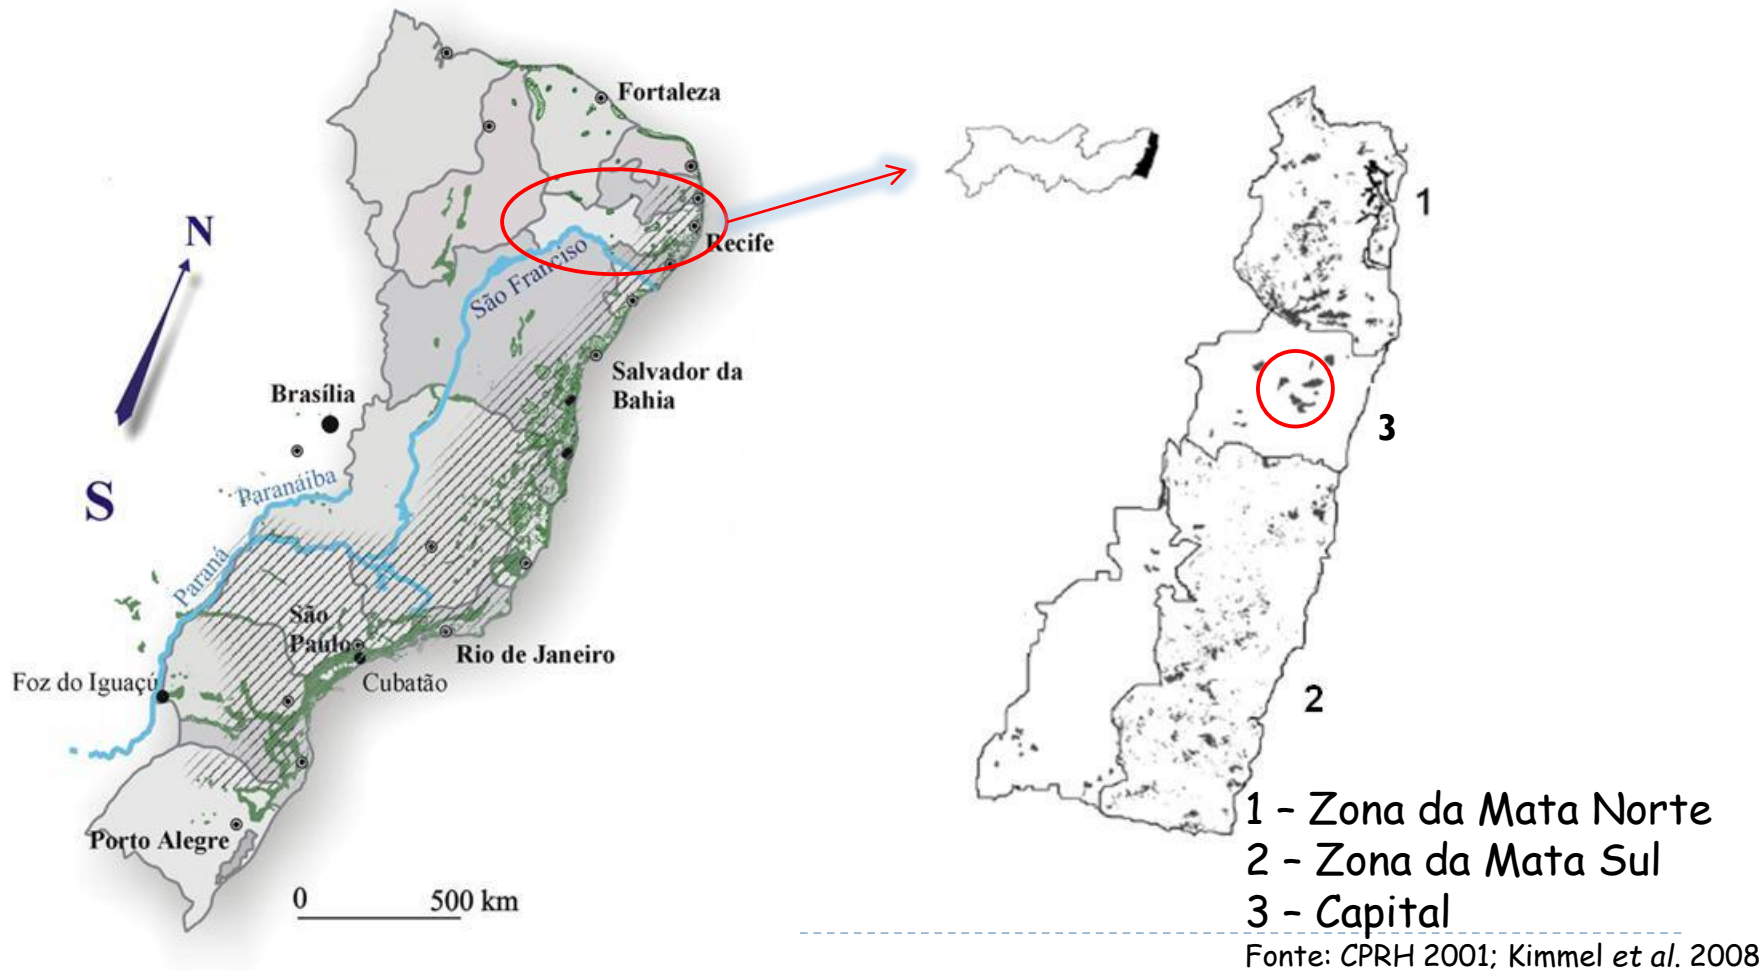 Fortaleza
N
Recife
São Franciso
Salvador da
Bahia
Brasília
S
Paranáiba
Paraná
São
Paulo
Rio de Janeiro
Foz do Iguaçú
Cubatão
Porto Alegre
0 500 km
1
3
2
1 – Zona da Mata Norte
2 – Zona da Mata Sul
3 – Capital
Fonte: CPRH 2001; Kimmel et al. 2008